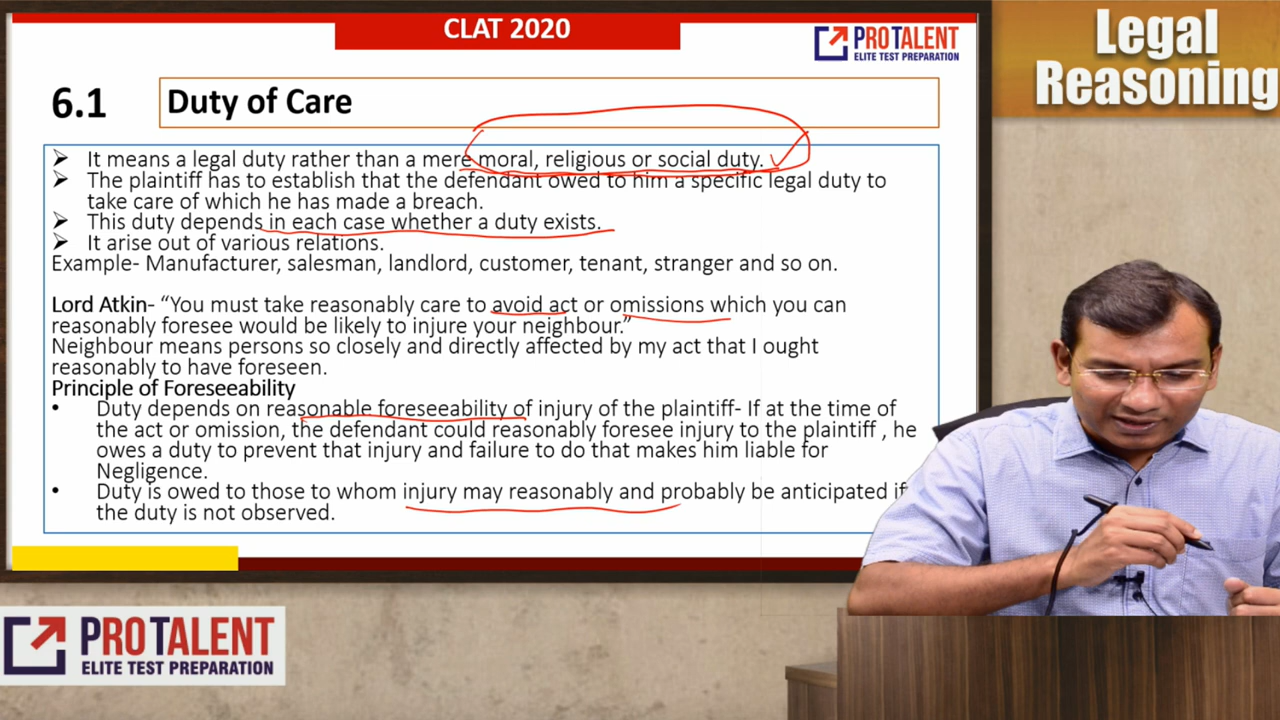 CLAT 2020
PROTALENT
ELITE TEST PREPARATION
Legal
Reasoning
6.1
Duty of Care
It means a legal duty rather than a mere moral, religious or social duty.
The plaintiff has to establish that the defendant owed to him a specific legal duty to
take care of which he has made a breach.
This duty depends in each case whether a duty exists.
It arise out of various relations.
Example- Manufacturer, salesman, landlord, customer, tenant, stranger and so on.
Lord Atkin- “You must take reasonably care to avoid act or omissions which you can
reasonably foresee would be likely to injure your neighbour.”
Neighbour means persons so closely and directly affected by my act that I ought
reasonably to have foreseen.
Principle of Foreseeability
• Duty depends on reasonable foreseeability of injury of the plaintiff- If at the time of
the act or omission, the defendant could reasonably foresee injury to the plaintiff , he
owes a duty to prevent that injury and failure to do that makes him liable for
Negligence.
• Duty is owed to those to whom injury may reasonably and probably be anticipated if
the duty is not observed.
PROTALENT
ELITE TEST PREPARATION